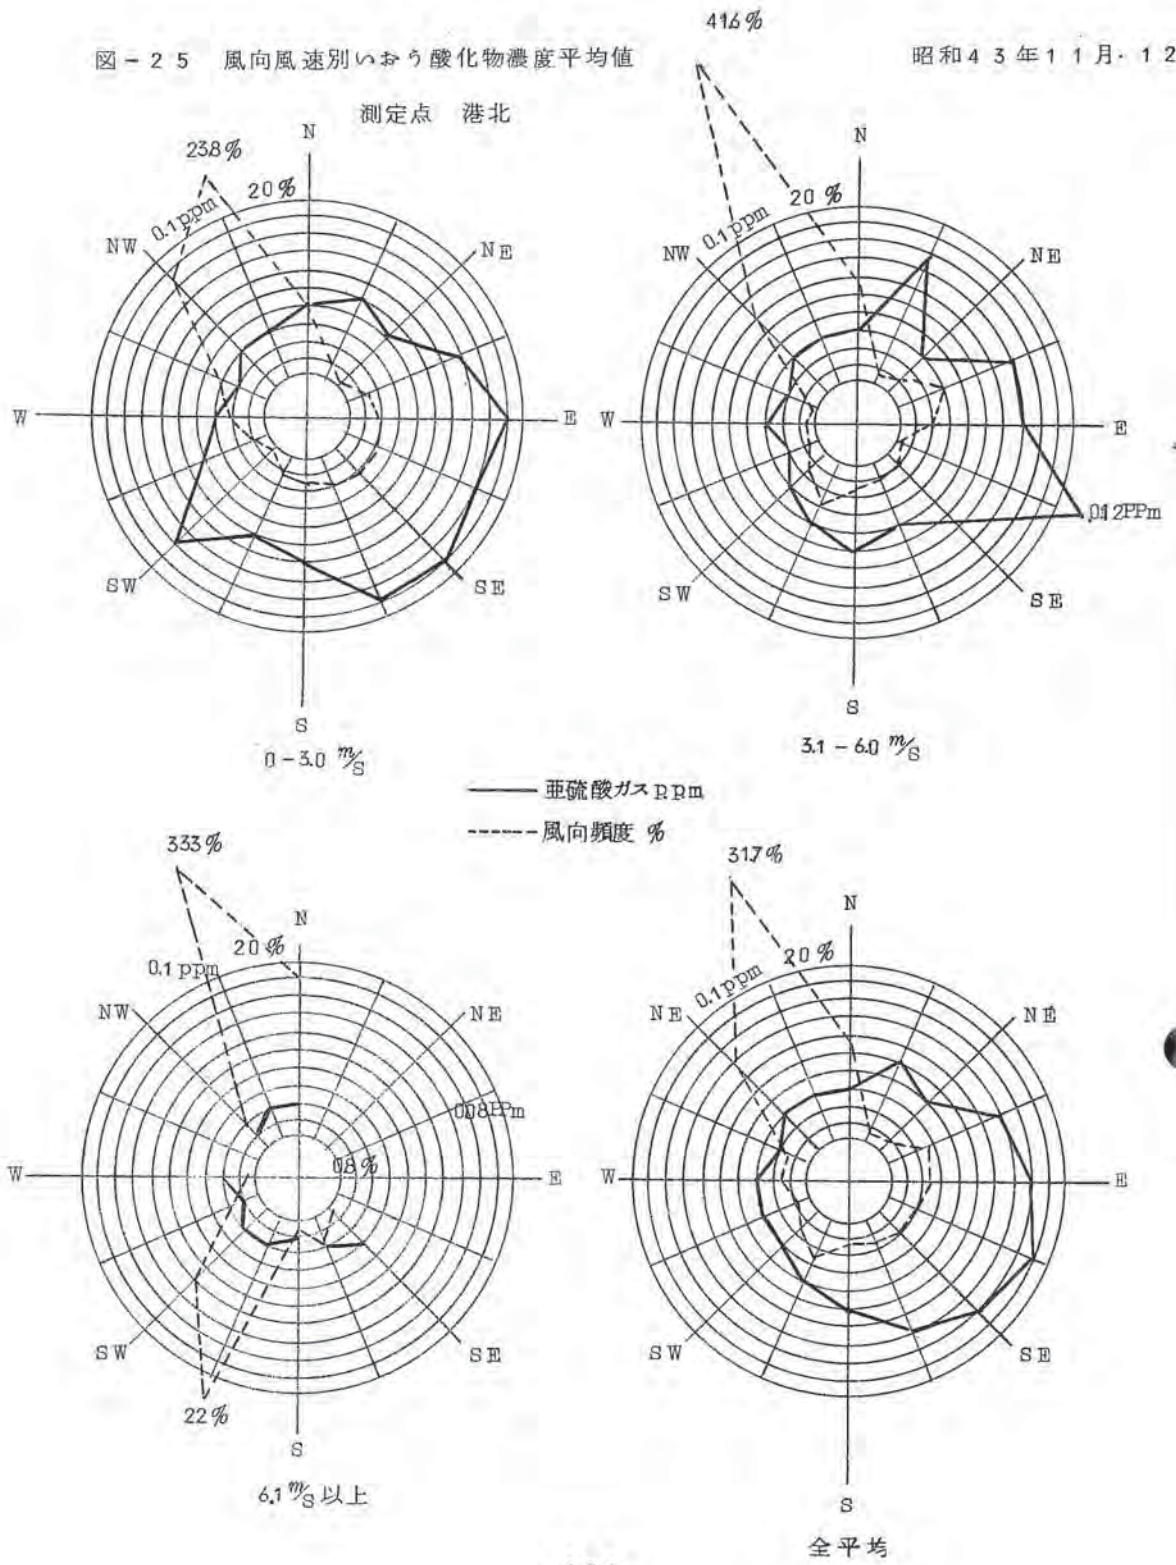 41.6%
図-25 風向風速別いおう酸化物濃度平均値
昭和43年11月·12
測定点 港北
N
23.8%
20%
0.1ppm
NW
NE
W
E
SW
SE
S
0-3.0 m/S
N
20%
0.1ppm
NW
NE
W
E
0.12PPm
SW
SE
S
3.1-6.0 m/S
亜硫酸ガスppm
風向頻度 %
33.3%
N
20%
0.1ppm
NW
NE
0.08PPm
0.8%
W
E
SW
SE
22%
S
6.1m/S以上
31.7%
N
20%
0.1ppm
NE
NE
W
E
SW
SE
S
全平均